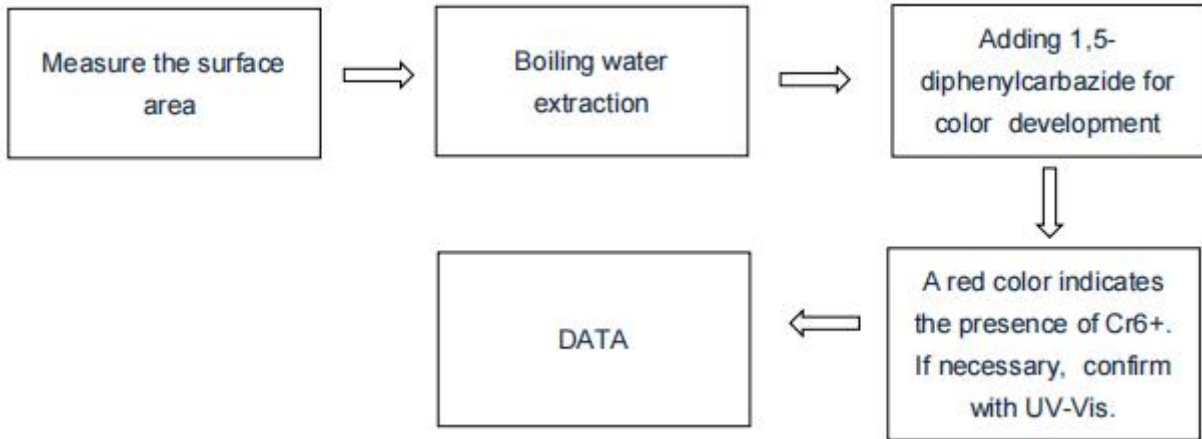 Measure the surface
area
Boiling water
extraction
Adding 1,5-
diphenylcarbazide for
color development
A red color indicates
the presence of Cr6+.
If necessary, confirm
with UV-Vis.
DATA